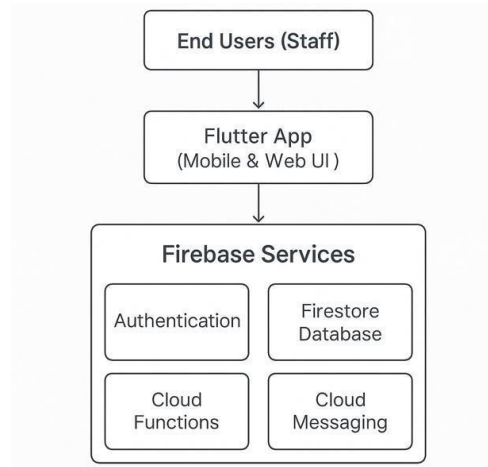 End Users (Staff)
Flutter App
(Mobile & Web UI )
Firebase Services
Authentication
Firestore
Database
Cloud
Functions
Cloud
Messaging